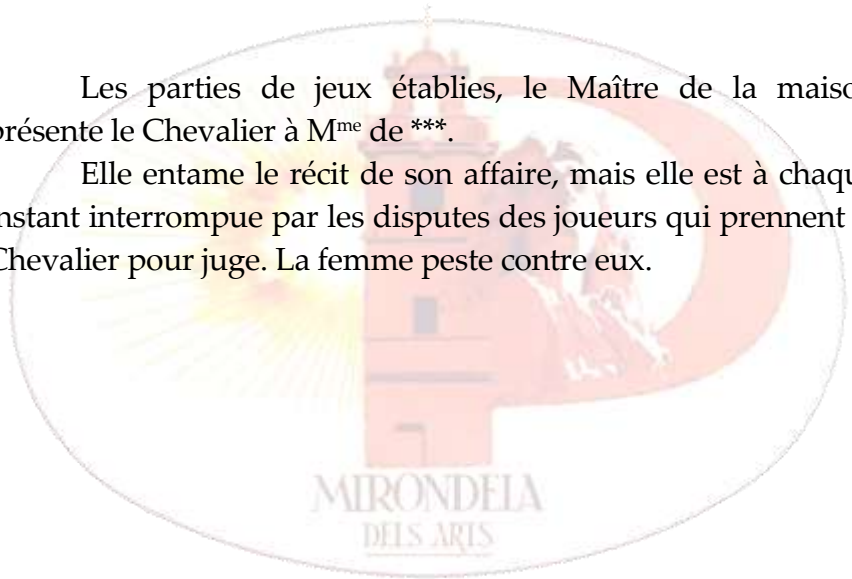 Les parties de jeux établies, le Maître de la maiso
présente le Chevalier à Mme de ***.
Elle entame le récit de son affaire, mais elle est à chaqu
nstant interrompue par les disputes des joueurs qui prennent
Chevalier pour juge. La femme peste contre eux.
MIRONDELA
DELS ARTS